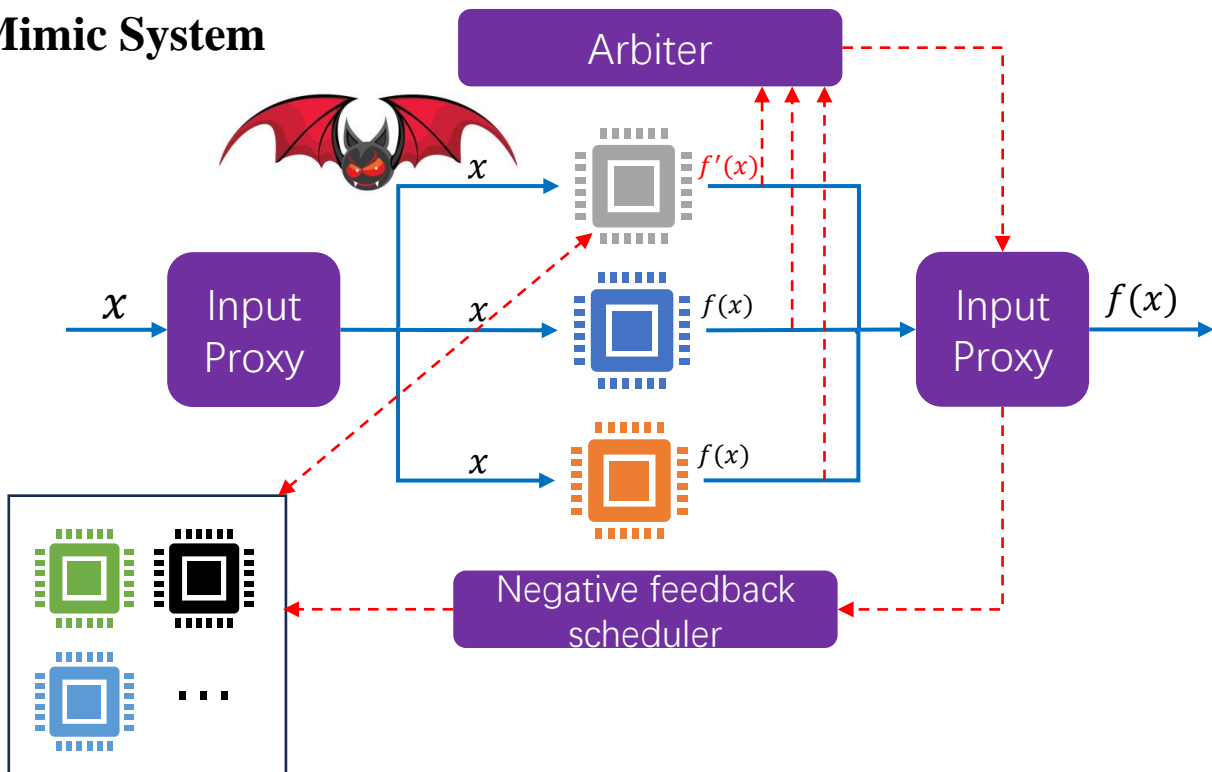 Mimic System
Arbiter
x
f'(x)
x
Input
Proxy
x
f(x)
Input
Proxy
f(x)
x
f(x)
Negative feedback
scheduler
...